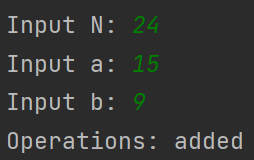 Input N: 24
Input a: 15
Input b: 9
Operations: added